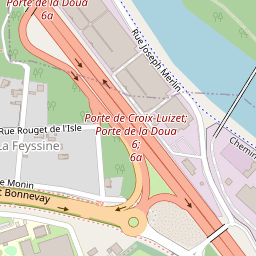 Porte de la Doua
6a
Rue Joseph Merlin
Porte de Croix-Luizet;
Porte de la Doua
6;
6a
Rue Rouget de l'Isle
La Feyssine
Chemin
e Monin
Bonnevay